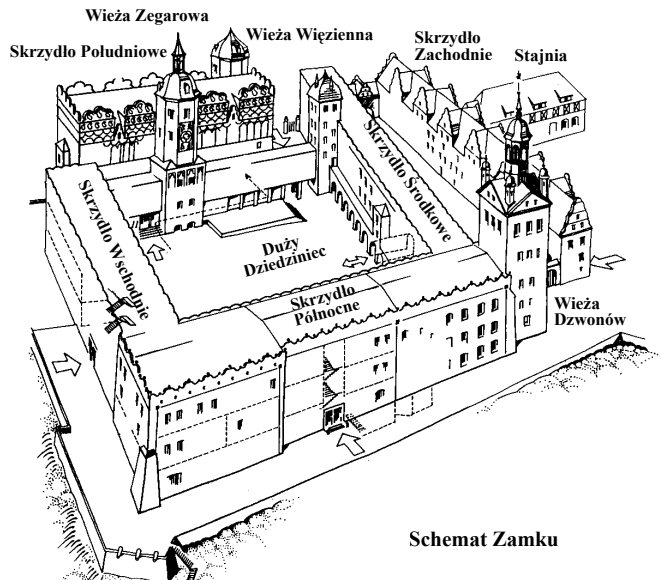 Wieża Zegarowa
Skrzydło Południowe
Wieża Więzienna
Skrzydło
Zachodnie
Stajnia
Skrzydło Wschodnie
Skrzydło Środkowe
Duży
Dziedziniec
Skrzydło
Północne
Wieża
Dzwonów
Schemat Zamku